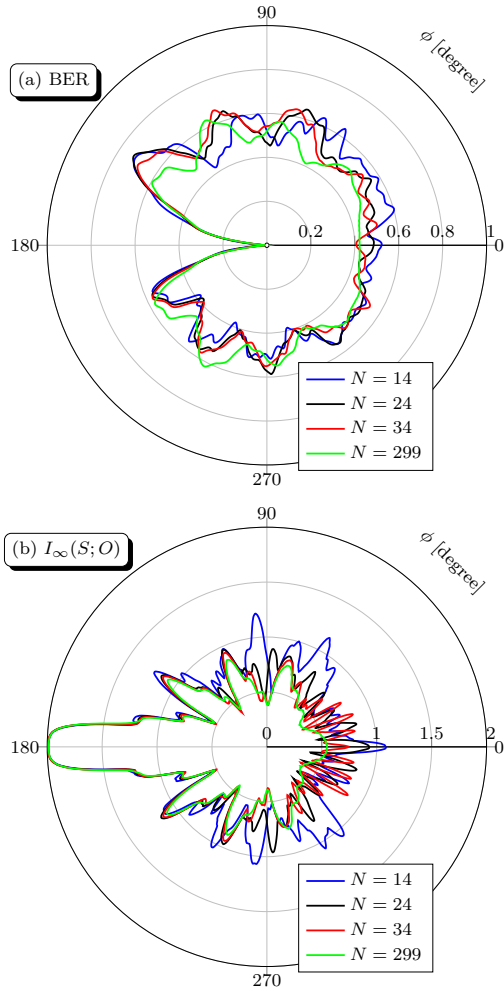 90
ϕ [degree]
(a) BER
180
0.2
0.6
0.8
1
0
N = 14
N = 24
N = 34
N = 299
270
90
ϕ [degree]
(b) I∞(S; O)
180
0
1
1.5
2
0
N = 14
N = 24
N = 34
N = 299
270